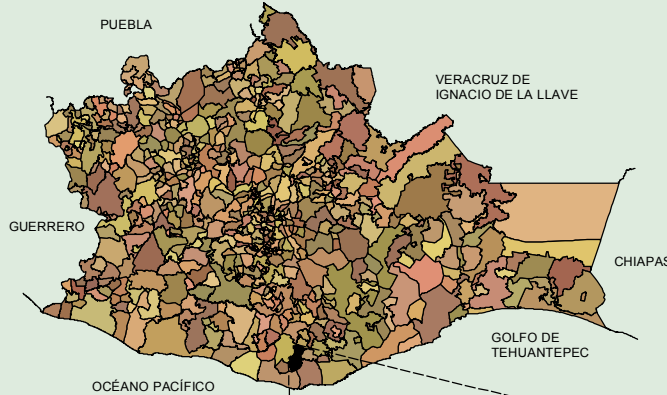 PUEBLA
VERACRUZ DE
IGNACIO DE LA LLAVE
GUERRERO
CHIAPAS
GOLFO DE
TEHUANTEPEC
OCÉANO PACÍFICO